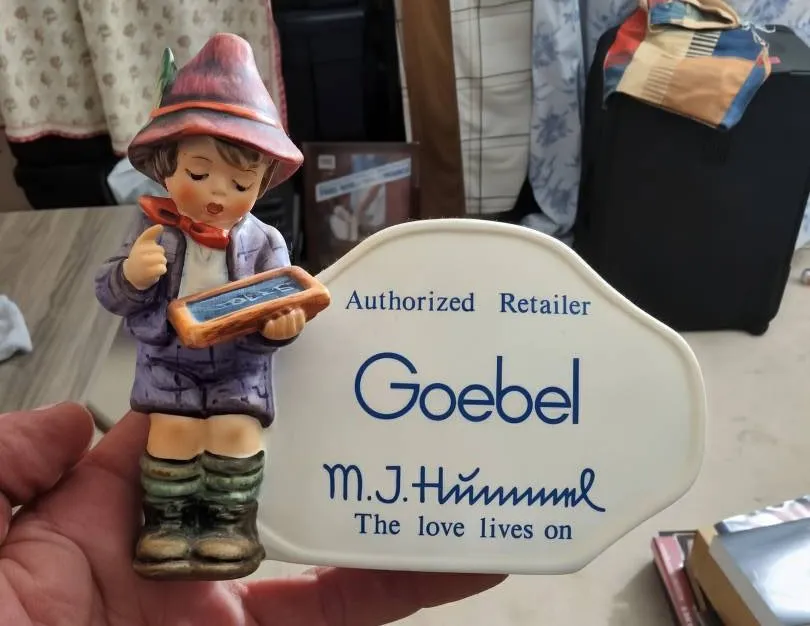 Authorized Retailer
Goebel
M.J. Hummel
The love lives on